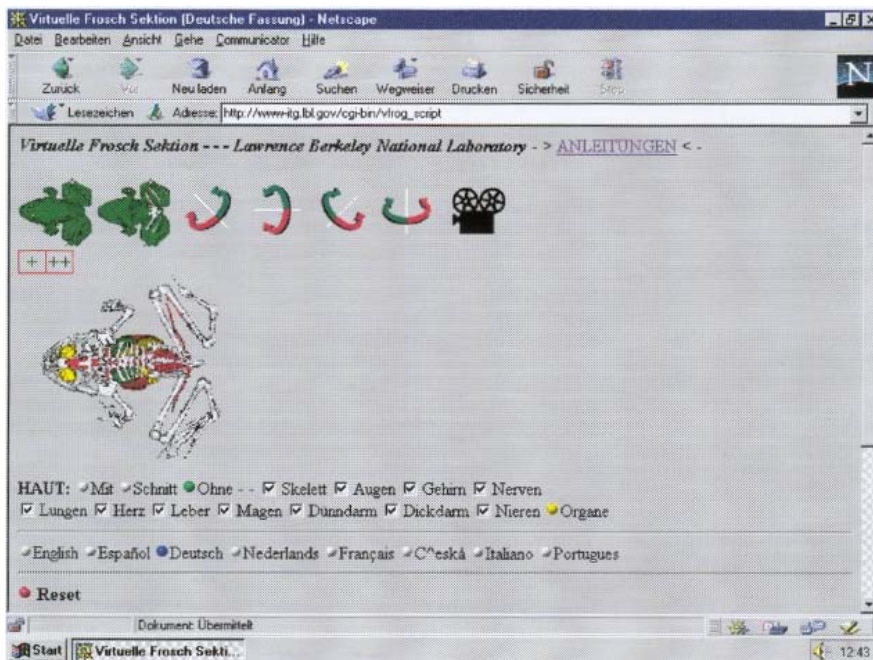 Virtuelle Frosch Sektion (Deutsche Fassung) - Netscape
Datei Bearbeiten Ansicht Gehe Communicator Hilfe
Zurück Vor Neu laden Anfang Suchen Wegweiser Drucken Sicherheit Stop
N
Lesezeichen Adresse: http://www-itg.lbl.gov/cgi-bin/vfrog_script
Virtuelle Frosch Sektion --- Lawrence Berkeley National Laboratory - > ANLEITUNGEN < -
+ ++
HAUT: Mit Schnitt Ohne - - Skelett Augen Gehirn Nerven
Lungen Herz Leber Magen Dünndarm Dickdarm Nieren Organe
English Español Deutsch Nederlands Français C^eská Italiano Portugues
Reset
Dokument: Übermittelt
Start Virtuelle Frosch Sekti... 12:43